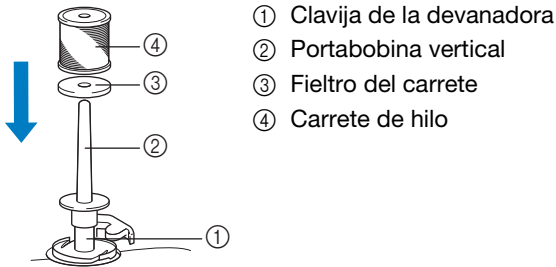 ① Clavija de la devanadora
② Portabobina vertical
③ Fieltro del carrete
④ Carrete de hilo
④
③
②
①